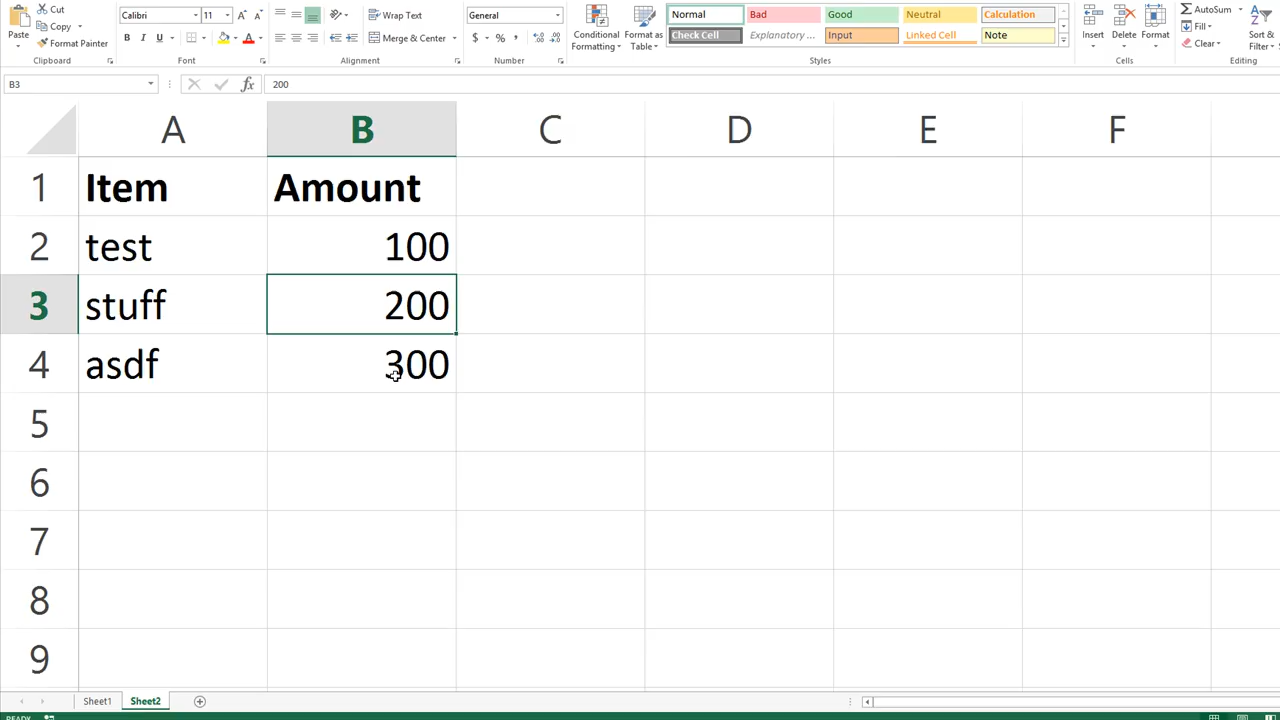 Cut Calibri 11 Wrap Text General Normal Bad Good Neutral Calculation AutoSum
Paste Copy Conditional Formatting Format as Table Check Cell Explanatory ... Input Linked Cell Note Insert Delete Format Fill Sort & Filter
Format Painter B I U A Merge & Center $ % , Clear
Clipboard Font Alignment Number Styles Cells Editing
B3 fx 200
A B C D E F
1 Item Amount
2 test 100
3 stuff 200
4 asdf 300
5
6
7
8
9
Sheet1 Sheet2
READY